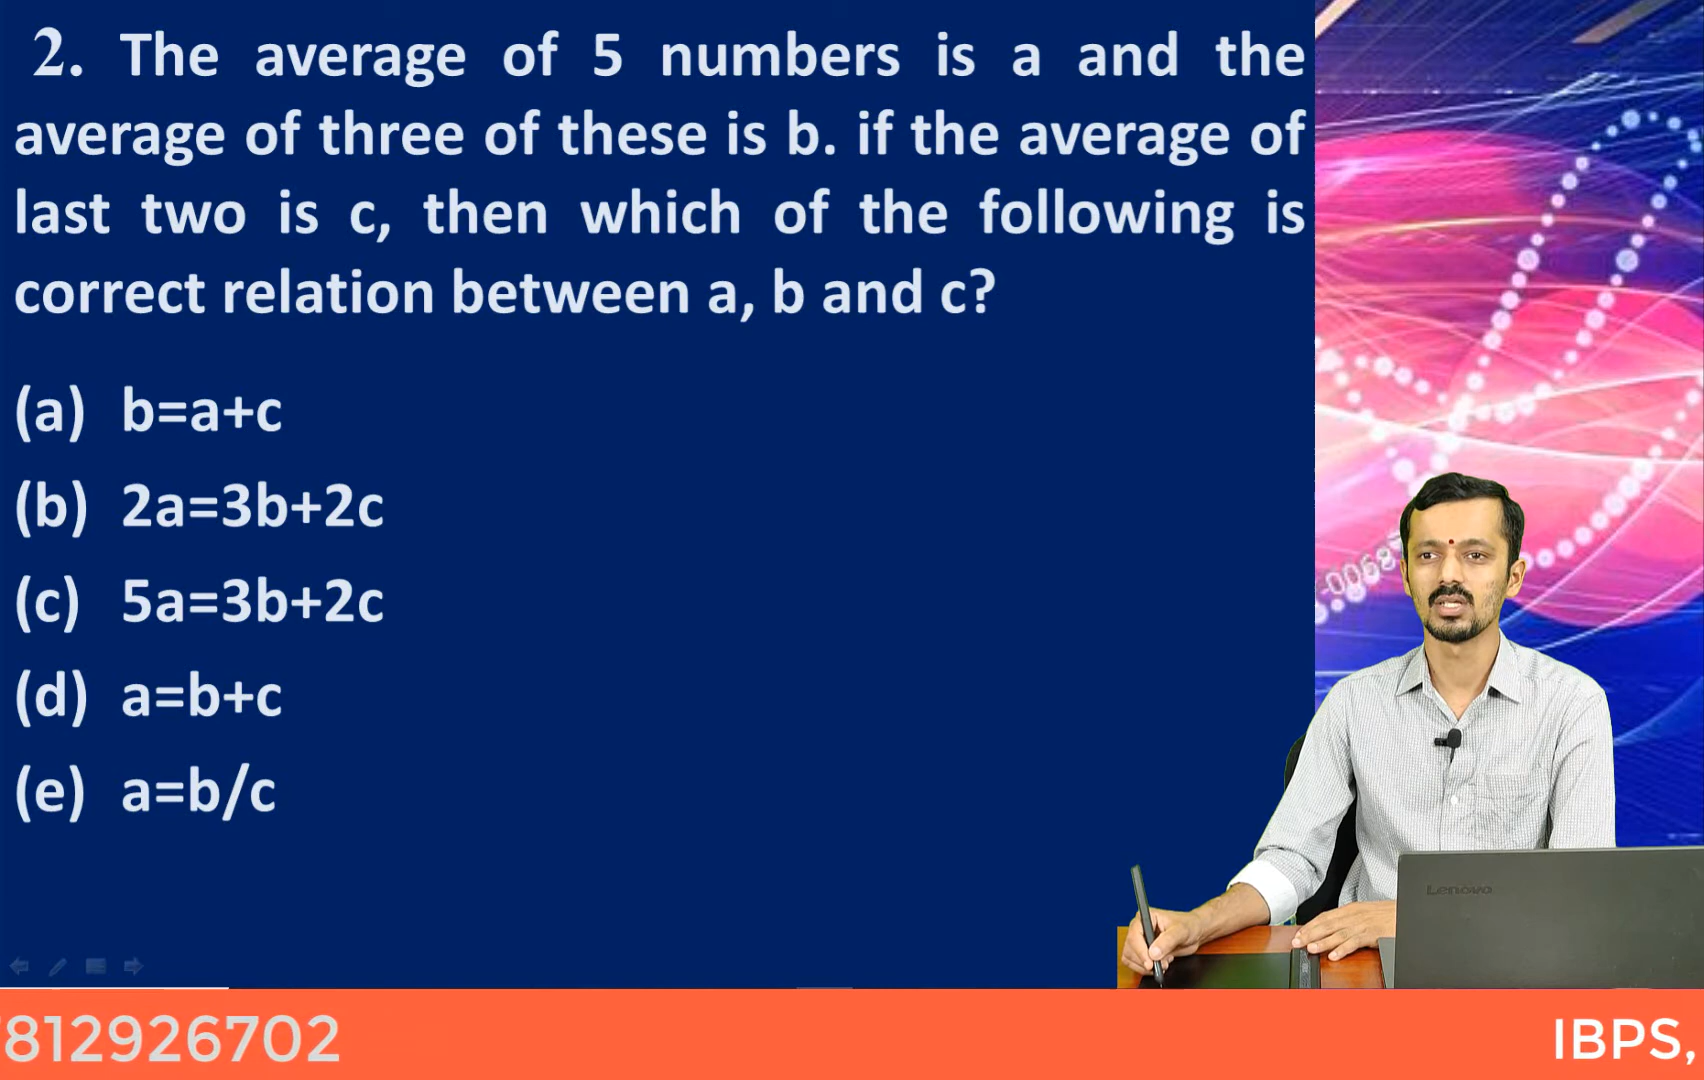 2. The average of 5 numbers is a and the
average of three of these is b. if the average of
last two is c, then which of the following is
correct relation between a, b and c?
(a) b=a+c
(b) 2a=3b+2c
(c) 5a=3b+2c
(d) a=b+c
(e) a=b/c
Lenovo
812926702
IBPS,